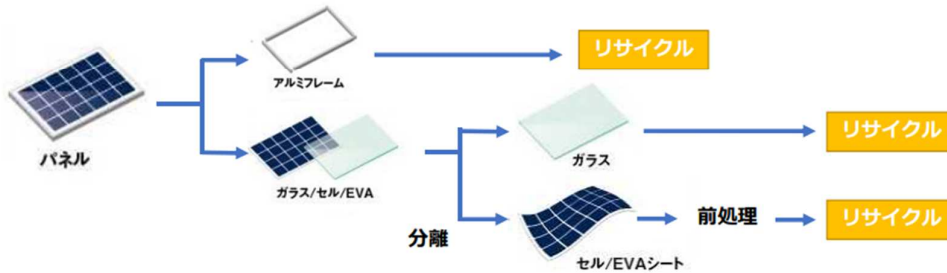 パネル
アルミフレーム
リサイクル
ガラス/セル/EVA
分離
ガラス
リサイクル
セル/EVAシート
前処理
リサイクル